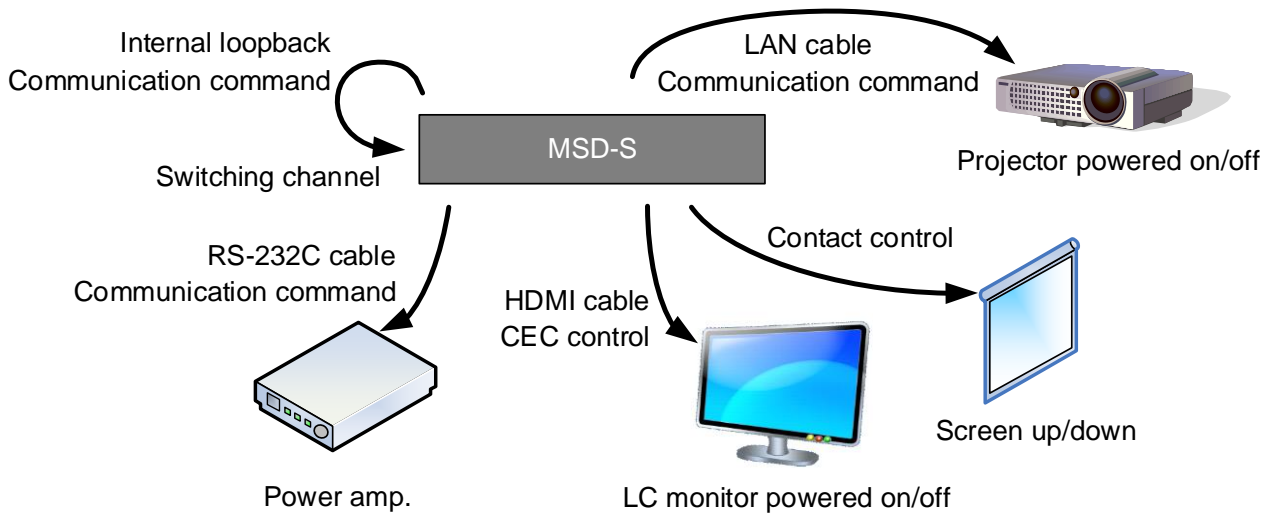 Internal loopback
Communication command
LAN cable
Communication command
MSD-S
Switching channel
Projector powered on/off
RS-232C cable
Communication command
HDMI cable
CEC control
Contact control
Screen up/down
Power amp.
LC monitor powered on/off